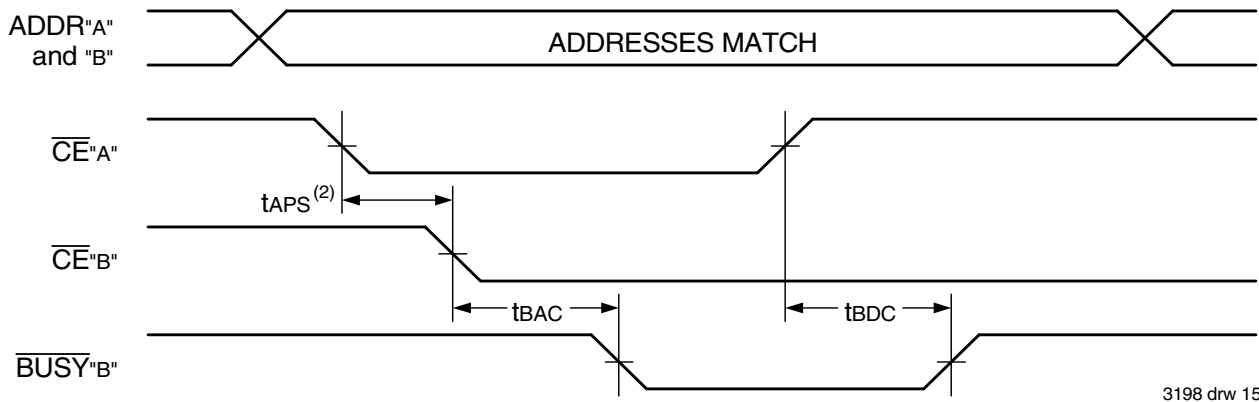 ADDR"A"
and "B"
ADDRESSES MATCH
CE"A"
tAPS(2)
CE"B"
tBAC
tBDC
BUSY"B"
3198 drw 15